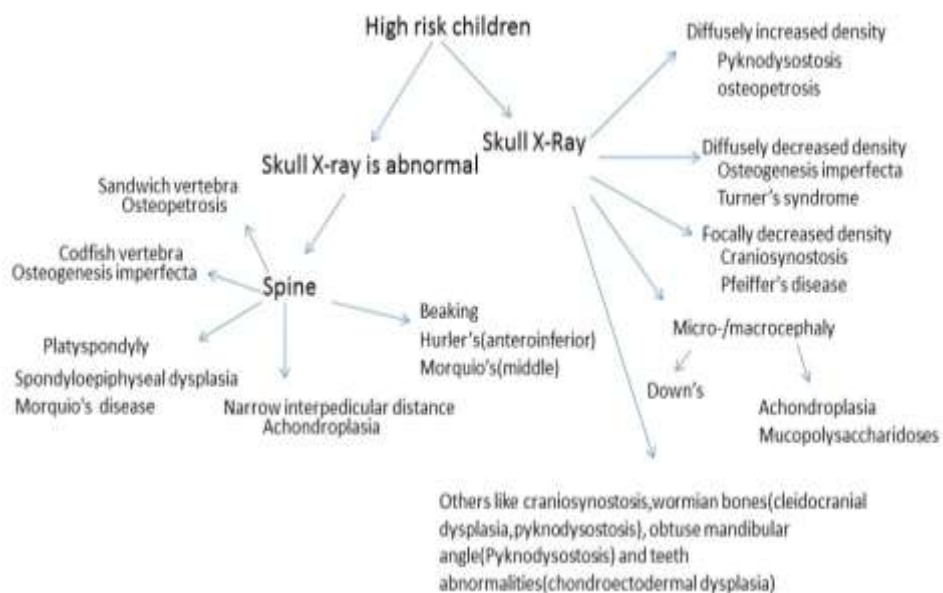 High risk children
Skull X-ray is abnormal
Sandwich vertebra
Osteopetrosis
Codfish vertebra
Osteogenesis imperfecta
Spine
Platyspondyly
Spondyloepiphyseal dysplasia
Morquio's disease
Narrow interpedicular distance
Achondroplasia
Beaking
Hurler's(anteroinferior)
Morquio's(middle)
Skull X-Ray
Diffusely increased density
Pyknodysostosis
osteopetrosis
Diffusely decreased density
Osteogenesis imperfecta
Turner's syndrome
Focally decreased density
Craniosynostosis
Pfeiffer's disease
Micro-/macrocephaly
Down's
Achondroplasia
Mucopolysaccharidoses
Others like craniosynostosis,wormian bones(cleidocranial
dysplasia,pyknodysostosis), obtuse mandibular
angle(Pyknodysostosis) and teeth
abnormalities(chondroectodermal dysplasia)